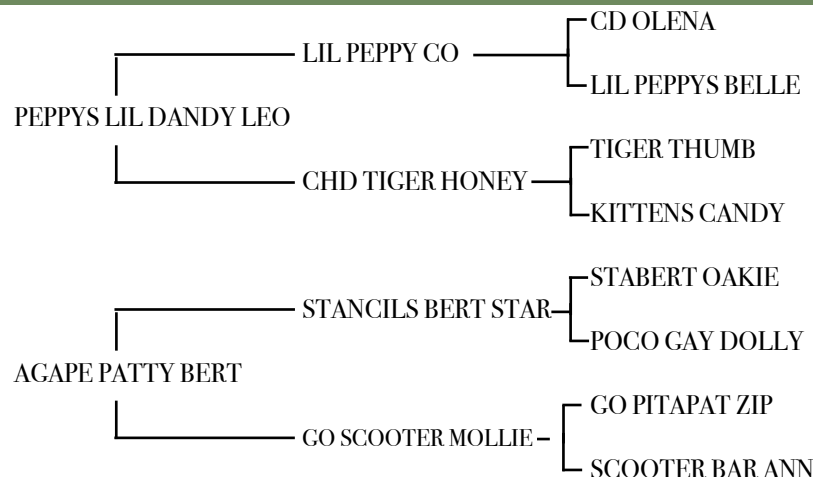 CD OLENA
LIL PEPPY CO
LIL PEPPYS BELLE
PEPPYS LIL DANDY LEO
TIGER THUMB
CHD TIGER HONEY
KITTENS CANDY
STABERT OAKIE
STANCILS BERT STAR
POCO GAY DOLLY
AGAPE PATTY BERT
GO PITAPAT ZIP
GO SCOOTER MOLLIE
SCOOTER BAR ANN